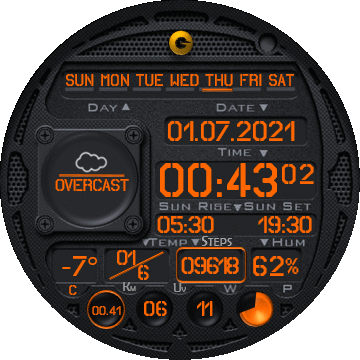 G
SUN MON TUE WED THU FRI SAT
DAY ▲ DATE ▼
01.07.2021
TIME ▼
OVERCAST
00:43 02
SUN RISE ▼ SUN SET
05:30 19:30
▼ TEMP ▼ STEPS ▼ HUM
-7° 01/6 09618 62%
C KM UV W P
00.41 06 11